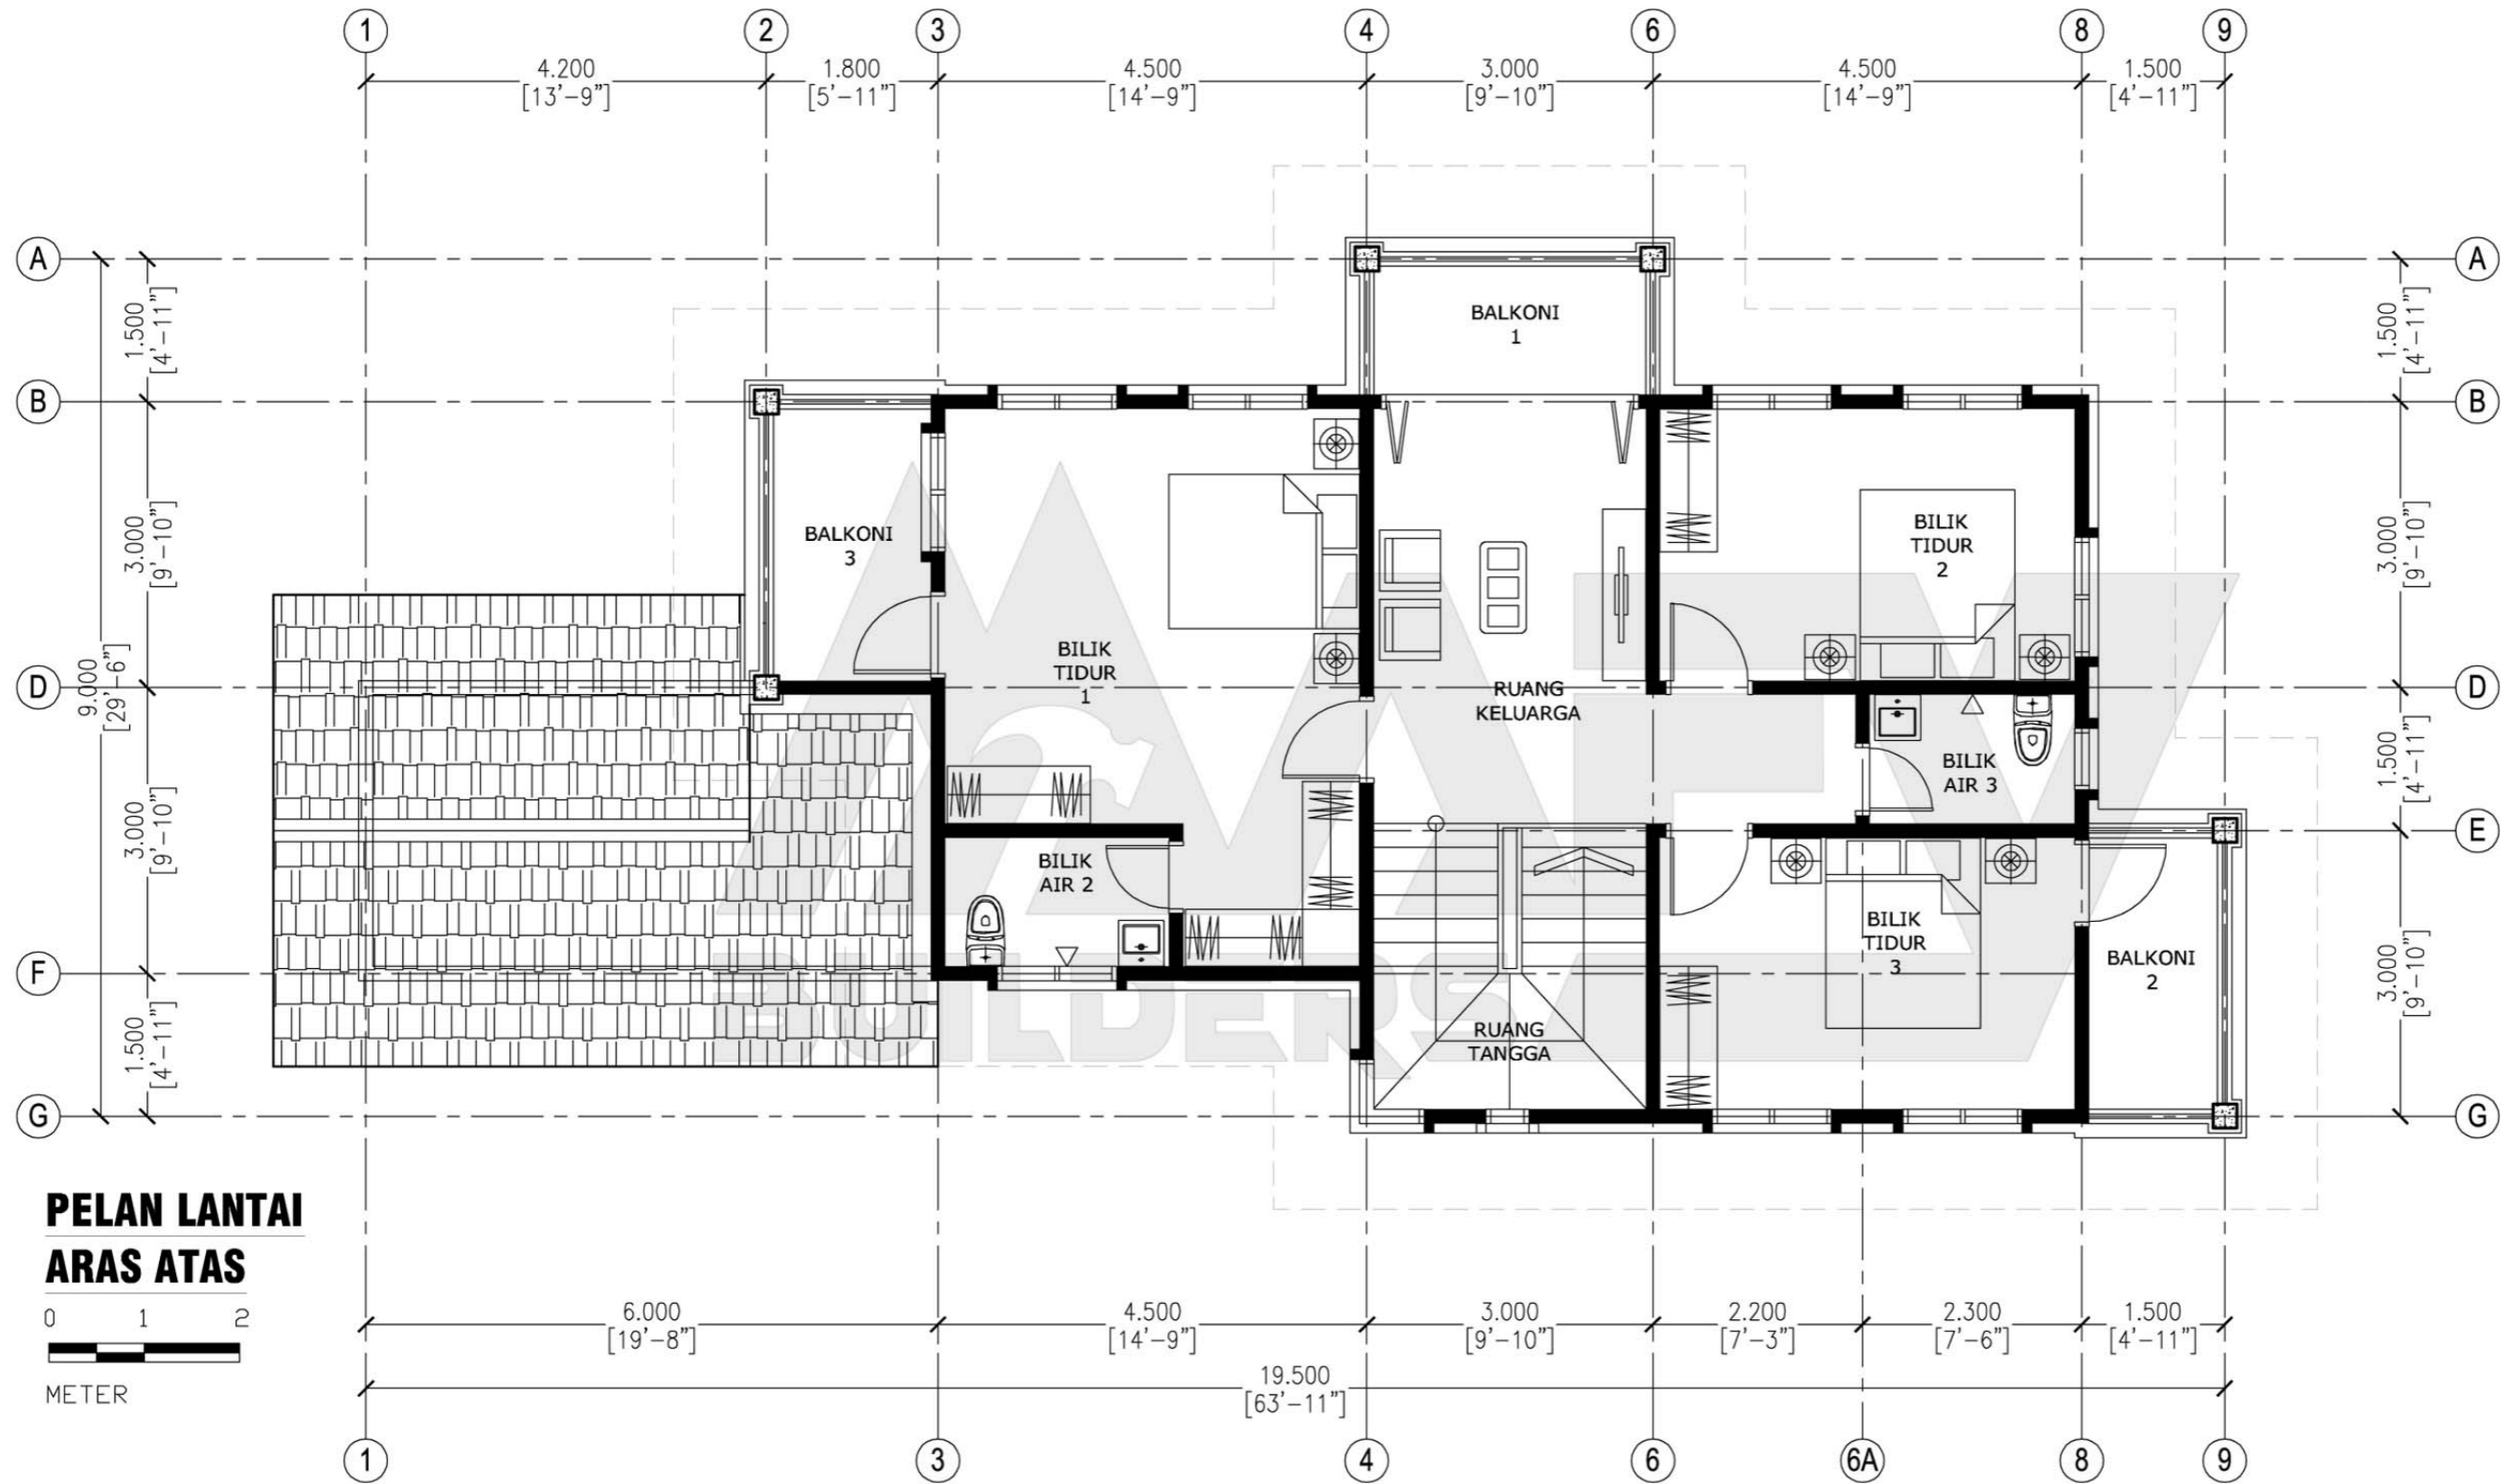 1 2 3 4 6 8 9
4.200 1.800 4.500 3.000 4.500 1.500
[13'-9"] [5'-11"] [14'-9"] [9'-10"] [14'-9"] [4'-11"]
A A
1.500 1.500
[4'-11"] [4'-11"]
BALKONI
1
B B
3.000 3.000
[9'-10"] [9'-10"]
BALKONI
3
BILIK
TIDUR
2
BILIK
TIDUR
1
9.000
[29'-6"]
D D
RUANG
KELUARGA
3.000 1.500
[9'-10"] [4'-11"]
BILIK
AIR 3
E
BILIK
AIR 2
BILIK
TIDUR
3
BALKONI
2
3.000
[9'-10"]
F
BUILDERS
1.500
[4'-11"]
RUANG
TANGGA
G G
PELAN LANTAI
ARAS ATAS
0 1 2
METER
6.000 4.500 3.000 2.200 2.300 1.500
[19'-8"] [14'-9"] [9'-10"] [7'-3"] [7'-6"] [4'-11"]
19.500
[63'-11"]
1 3 4 6 6A 8 9